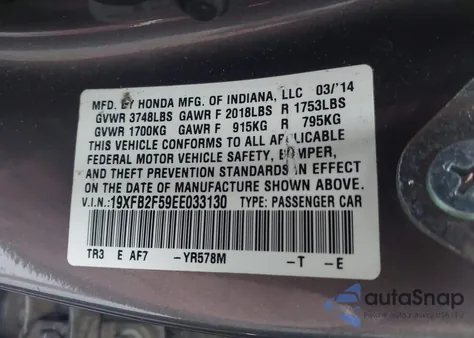 MFD. BY HONDA MFG. OF INDIANA, LLC 03/'14
GVWR 3748LBS GAWR F 2018LBS R 1753LBS
GVWR 1700KG GAWR F 915KG R 795KG
THIS VEHICLE CONFORMS TO ALL APPLICABLE
FEDERAL MOTOR VEHICLE SAFETY, BUMPER,
AND THEFT PREVENTION STANDARDS IN EFFECT
ON THE DATE OF MANUFACTURE SHOWN ABOVE.
V.I.N.: 19XFB2F59EE033130 TYPE: PASSENGER CAR
TR3 E AF7 -YR578M -T -E
autoSnap